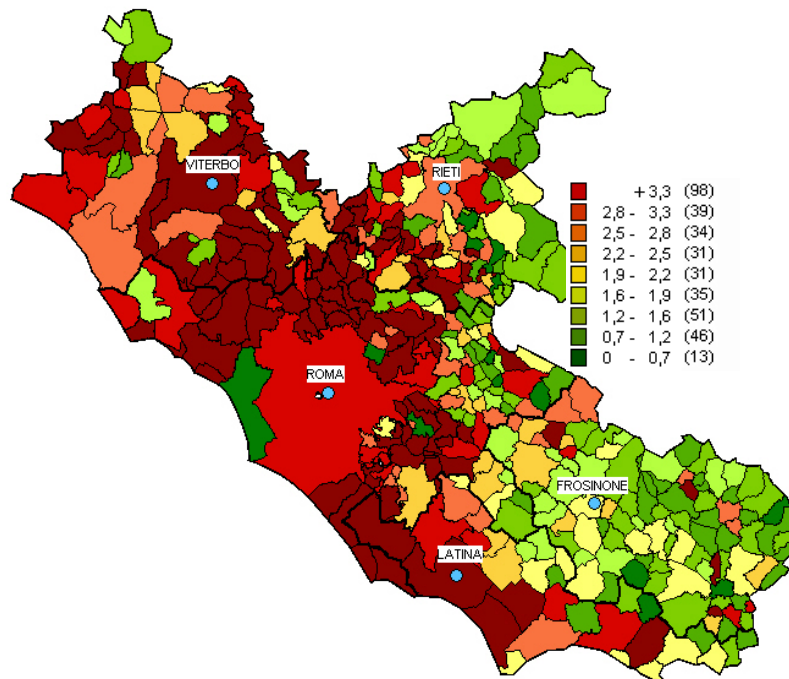 VITERBO
RIETI
+3,3 (98)
2,8 - 3,3 (39)
2,5 - 2,8 (34)
2,2 - 2,5 (31)
1,9 - 2,2 (31)
1,6 - 1,9 (35)
1,2 - 1,6 (51)
0,7 - 1,2 (46)
0 - 0,7 (13)
ROMA
FROSINONE
LATINA